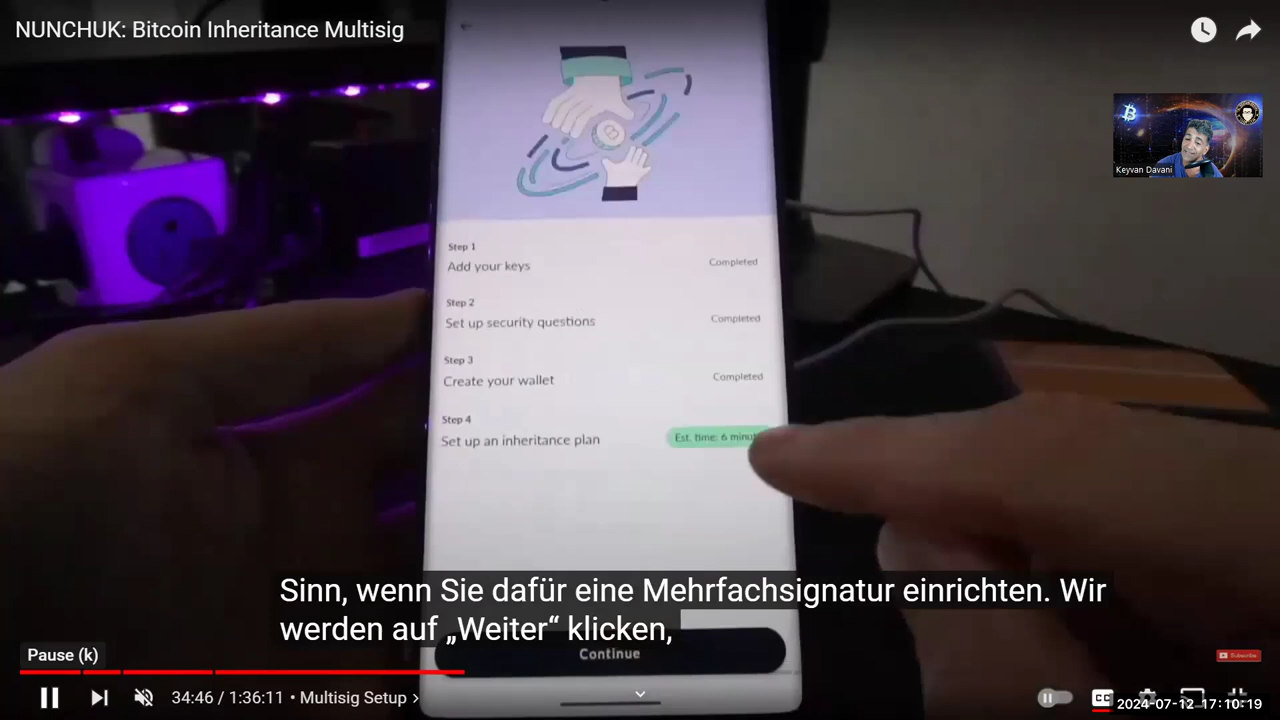 NUNCHUK: Bitcoin Inheritance Multisig
Keyvan Davani
Step 1
Add your keys
Completed
Step 2
Set up security questions
Completed
Step 3
Create your wallet
Completed
Step 4
Set up an inheritance plan
Est. time: 6 minut
Sinn, wenn Sie dafür eine Mehrfachsignatur einrichten. Wir
werden auf „Weiter“ klicken,
Continue
Pause (k)
Subscribe
34:46 / 1:36:11 • Multisig Setup ›
CC
2024-07-12 17:10:19